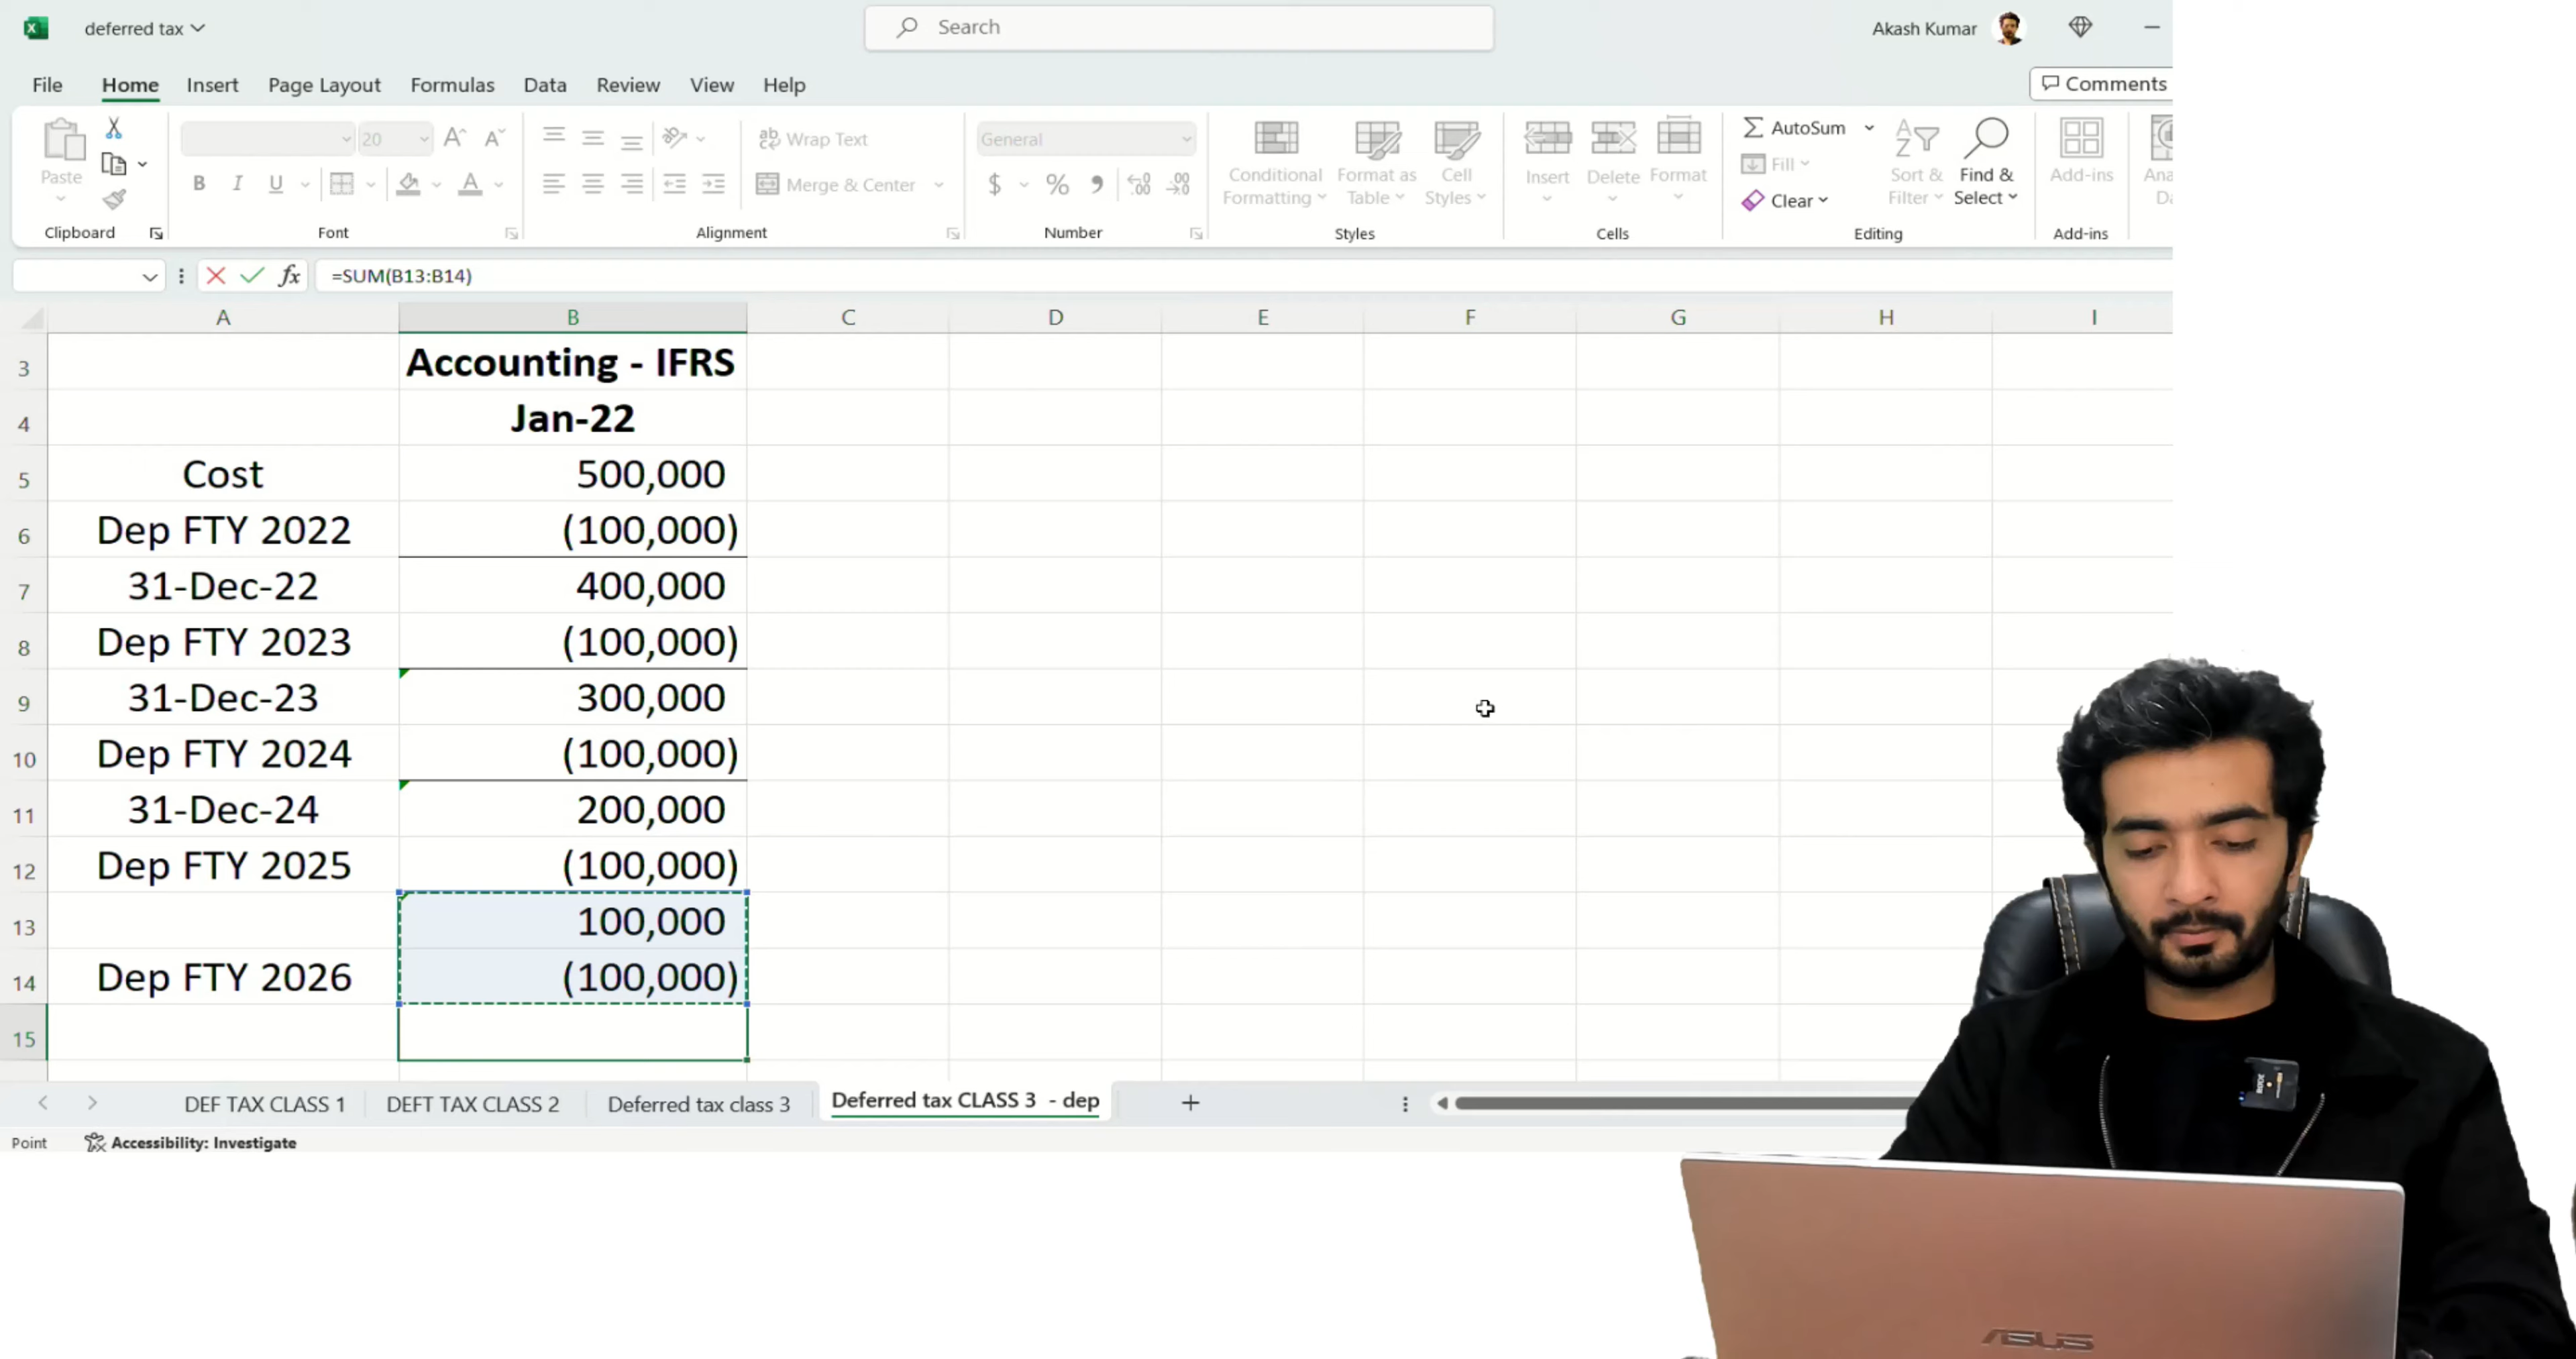 deferred tax
Search
Akash Kumar
File Home Insert Page Layout Formulas Data Review View Help
Comments
Paste
20
B I U
Wrap Text
Merge & Center
General
$ %
Conditional Formatting
Format as Table
Cell Styles
Insert
Delete
Format
AutoSum
Fill
Clear
Sort & Filter
Find & Select
Add-ins
Clipboard Font Alignment Number Styles Cells Editing Add-ins
fx =SUM(B13:B14)
A B C D E F G H I
3 Accounting - IFRS
4 Jan-22
5 Cost 500,000
6 Dep FTY 2022 (100,000)
7 31-Dec-22 400,000
8 Dep FTY 2023 (100,000)
9 31-Dec-23 300,000
10 Dep FTY 2024 (100,000)
11 31-Dec-24 200,000
12 Dep FTY 2025 (100,000)
13 100,000
14 Dep FTY 2026 (100,000)
15
DEF TAX CLASS 1 DEFT TAX CLASS 2 Deferred tax class 3 Deferred tax CLASS 3 - dep
Point Accessibility: Investigate
RODE
ASUS